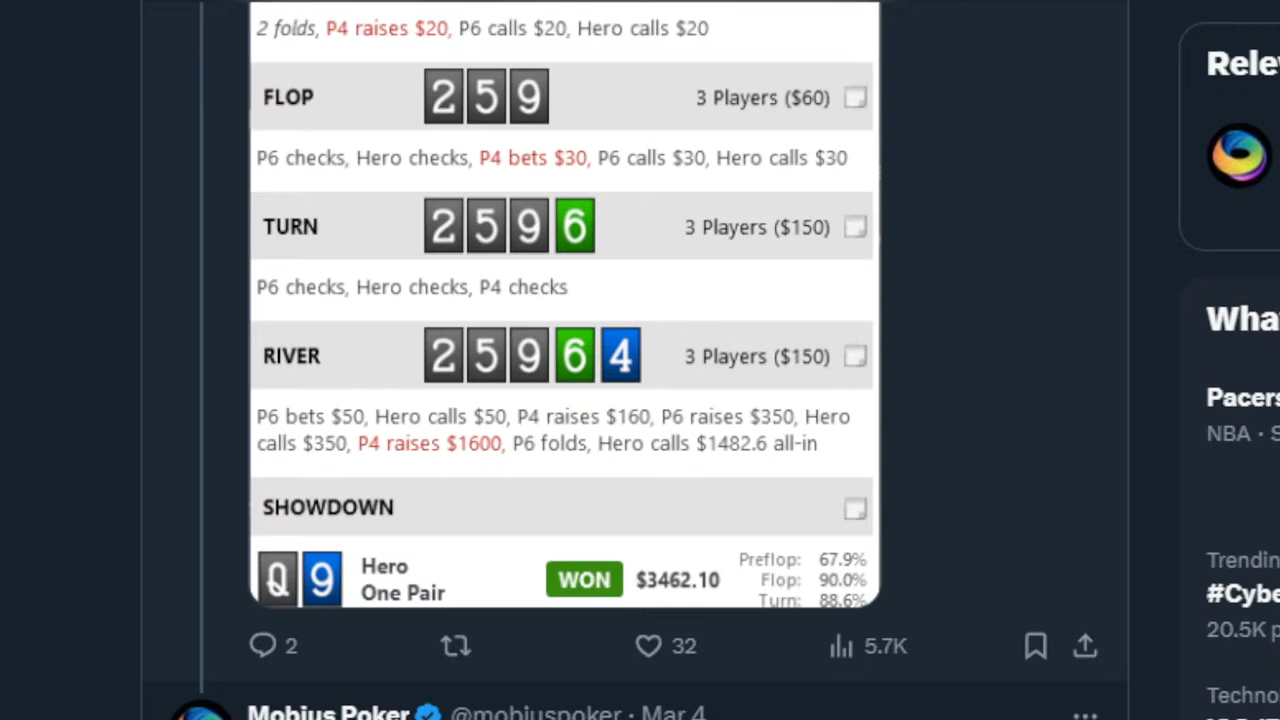 2 folds, P4 raises $20, P6 calls $20, Hero calls $20
FLOP 2 5 9 3 Players ($60)
P6 checks, Hero checks, P4 bets $30, P6 calls $30, Hero calls $30
TURN 2 5 9 6 3 Players ($150)
P6 checks, Hero checks, P4 checks
RIVER 2 5 9 6 4 3 Players ($150)
P6 bets $50, Hero calls $50, P4 raises $160, P6 raises $350, Hero
calls $350, P4 raises $1600, P6 folds, Hero calls $1482.6 all-in
SHOWDOWN
Q 9 Hero
One Pair
WON $3462.10
Preflop: 67.9%
Flop: 90.0%
Turn: 88.6%
2 32 5.7K
Mobius Poker @mobiuspoker · Mar 4
Rele
Wha
Pacers
NBA · S
Trendin
#Cybe
20.5K p
Techno